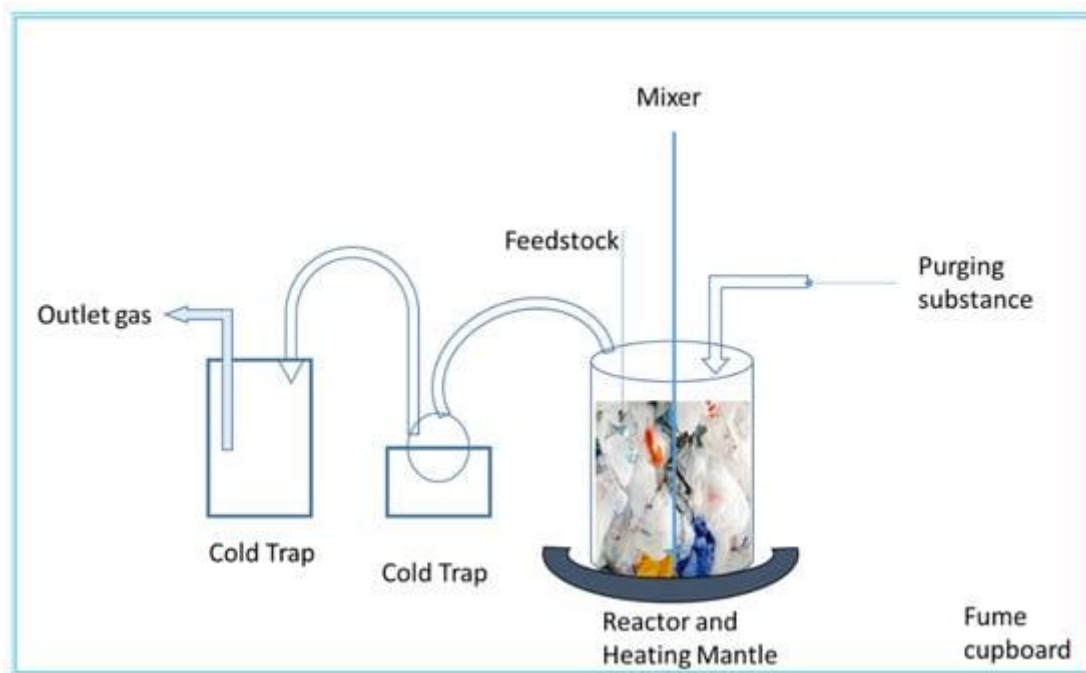 Mixer
Feedstock
Purging
substance
Outlet gas
Cold Trap
Cold Trap
Reactor and
Heating Mantle
Fume
cupboard